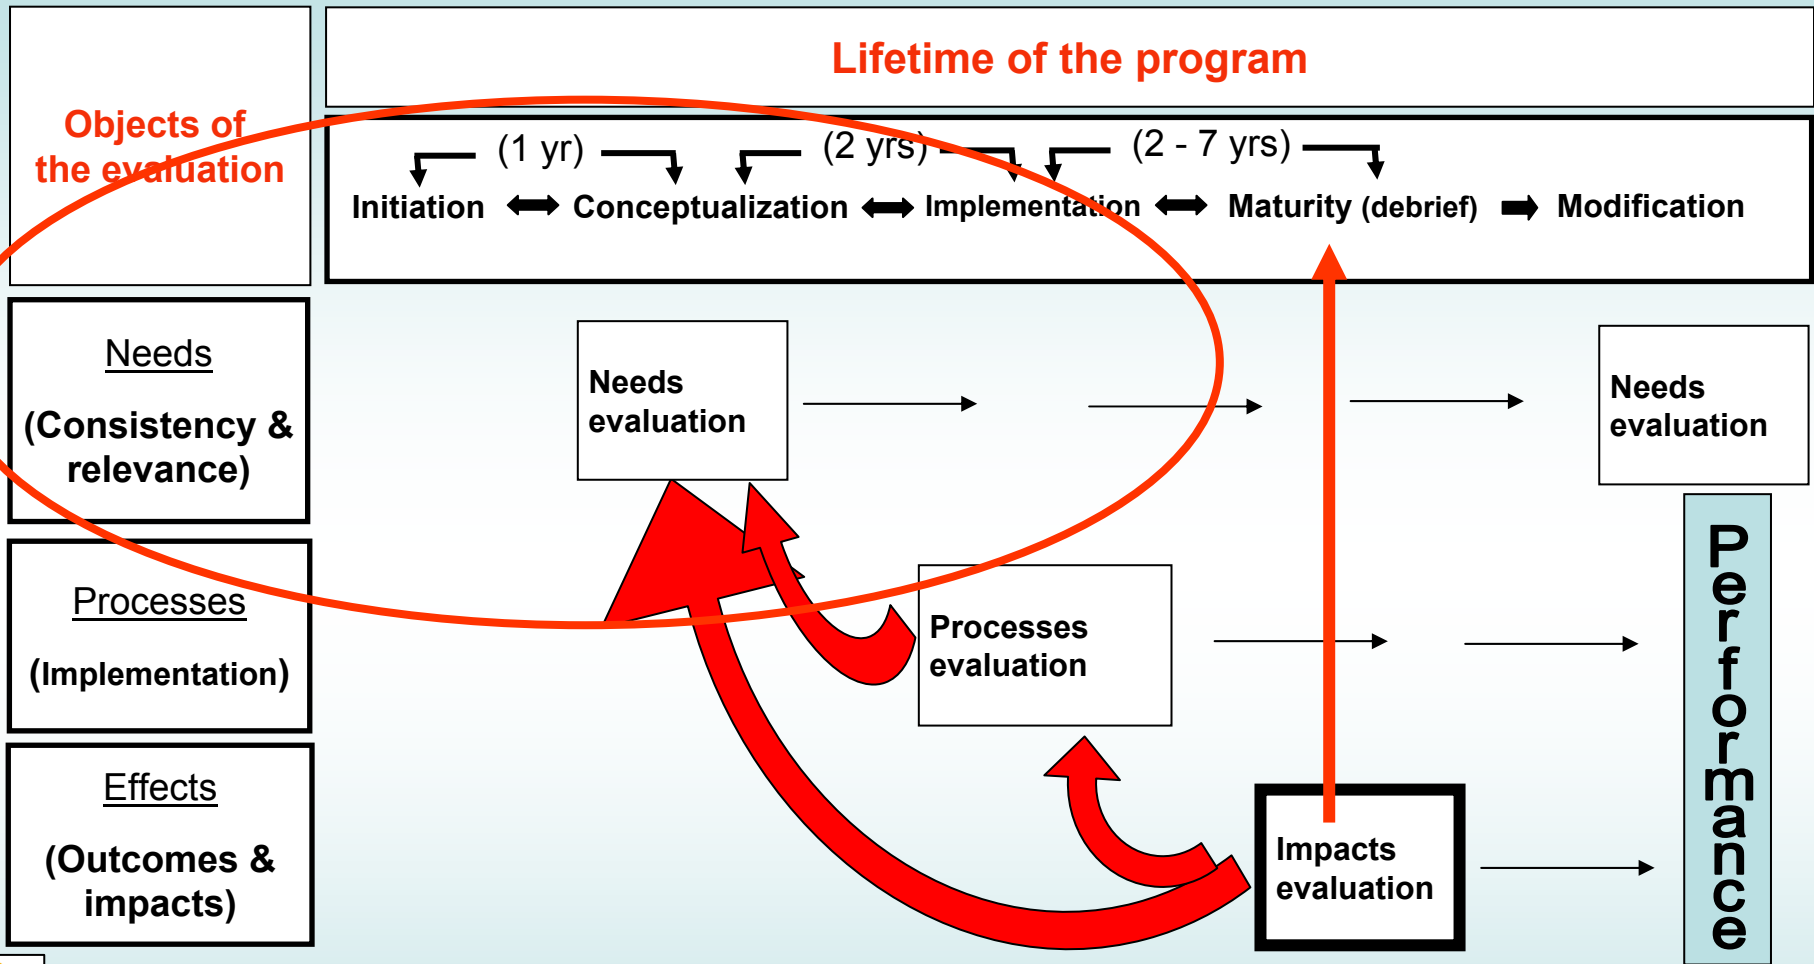 Objects of
the evaluation
Lifetime of the program
(1 yr) (2 yrs) (2 - 7 yrs)
Initiation Conceptualization Implementation Maturity (debrief) Modification
Needs
(Consistency &
relevance)
Needs
evaluation
Needs
evaluation
Processes
(Implementation)
Processes
evaluation
Effects
(Outcomes &
impacts)
Impacts
evaluation
Performance